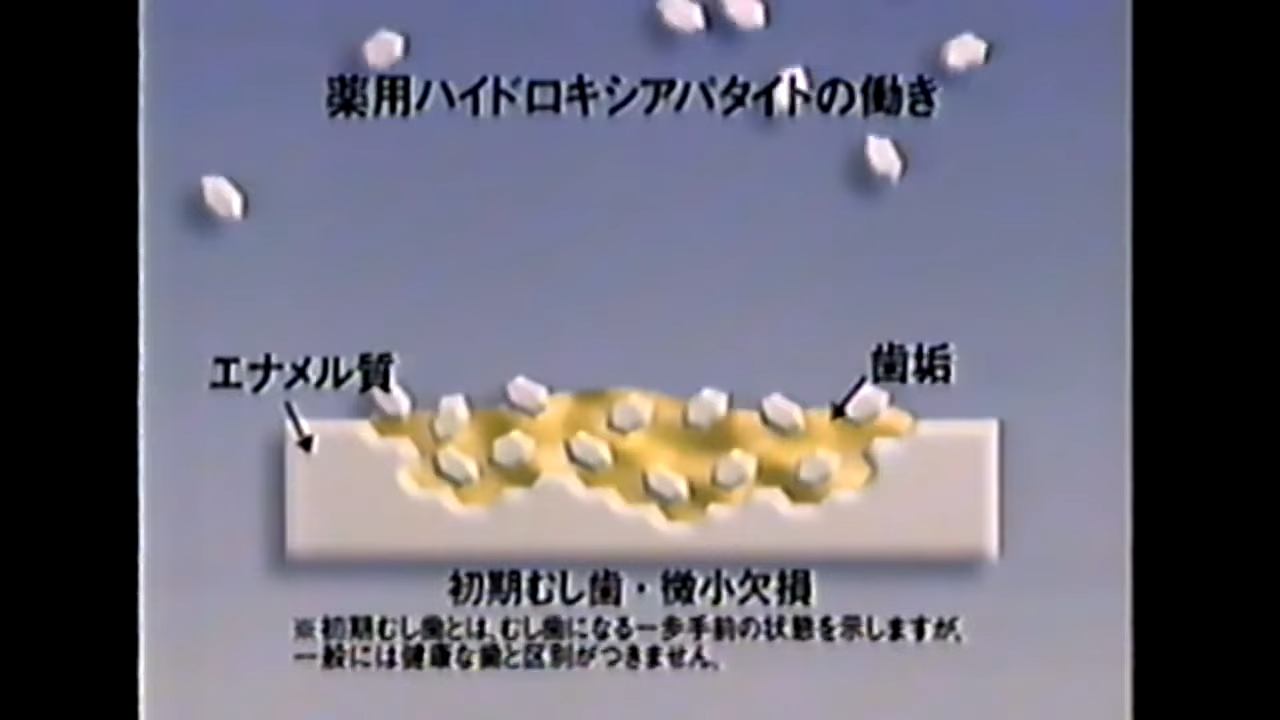 薬用ハイドロキシアパタイトの働き
エナメル質
歯垢
初期むし歯・微小欠損
※初期むし歯とは、むし歯になる一歩手前の状態を示しますが、
一般には健康な歯と区別がつきません。